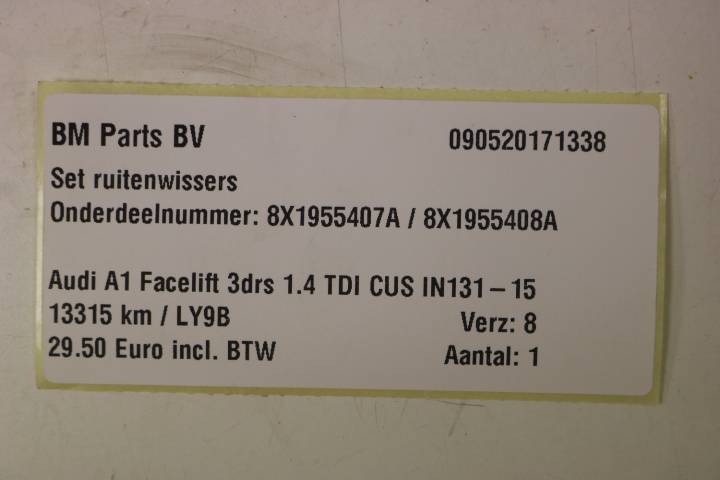 BM Parts BV 090520171338
Set ruitenwissers
Onderdeelnummer: 8X1955407A / 8X1955408A
Audi A1 Facelift 3drs 1.4 TDI CUS IN131 – 15
13315 km / LY9B Verz: 8
29.50 Euro incl. BTW Aantal: 1